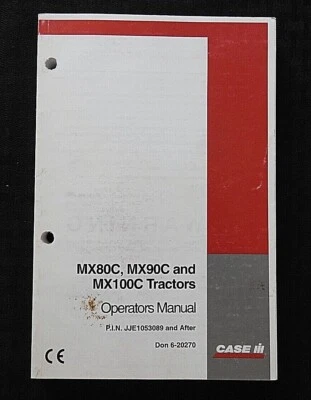 MX80C, MX90C and
MX100C Tractors
Operators Manual
P.I.N. JJE1053089 and After
Don 6-20270
CE
CASE IH